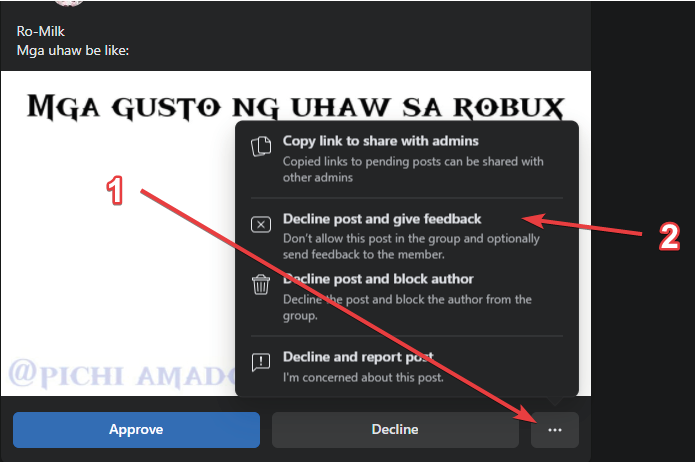 Ro-Milk
Mga uhaw be like:
MGA GUSTO NG UHAW SA ROBUX
Copy link to share with admins
Copied links to pending posts can be shared with
other admins
1
Decline post and give feedback
Don't allow this post in the group and optionally
send feedback to the member.
2
Decline post and block author
Decline the post and block the author from the
group.
Decline and report post
I'm concerned about this post.
@PICHI AMADO
Approve
Decline
...